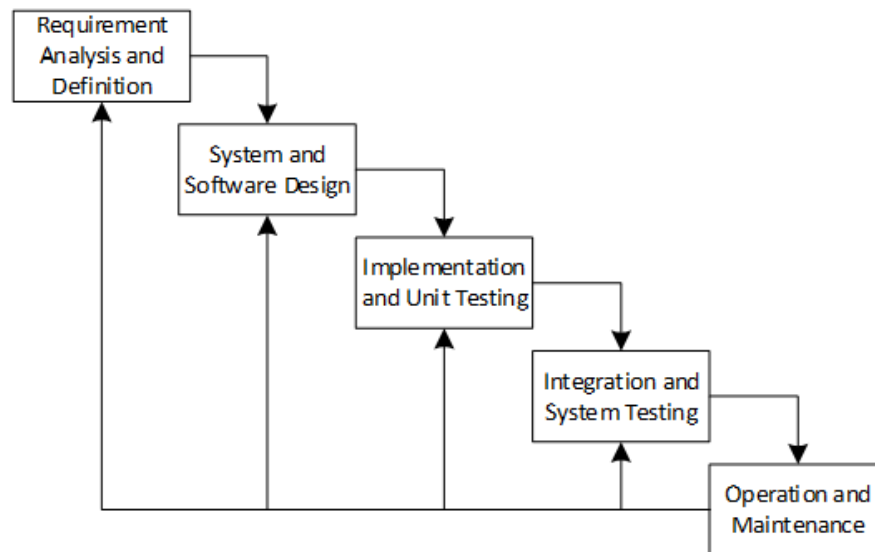 Requirement
Analysis and
Definition
System and
Software Design
Implementation
and Unit Testing
Integration and
System Testing
Operation and
Maintenance